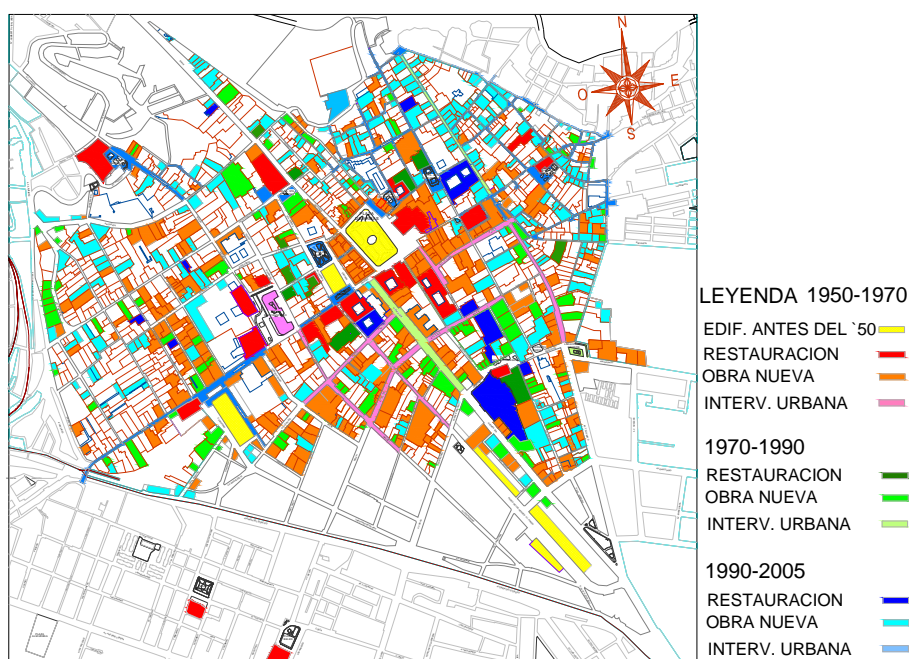 N
E
O
S
LEYENDA 1950-1970
EDIF. ANTES DEL `50
RESTAURACION
OBRA NUEVA
INTERV. URBANA
1970-1990
RESTAURACION
OBRA NUEVA
INTERV. URBANA
1990-2005
RESTAURACION
OBRA NUEVA
INTERV. URBANA